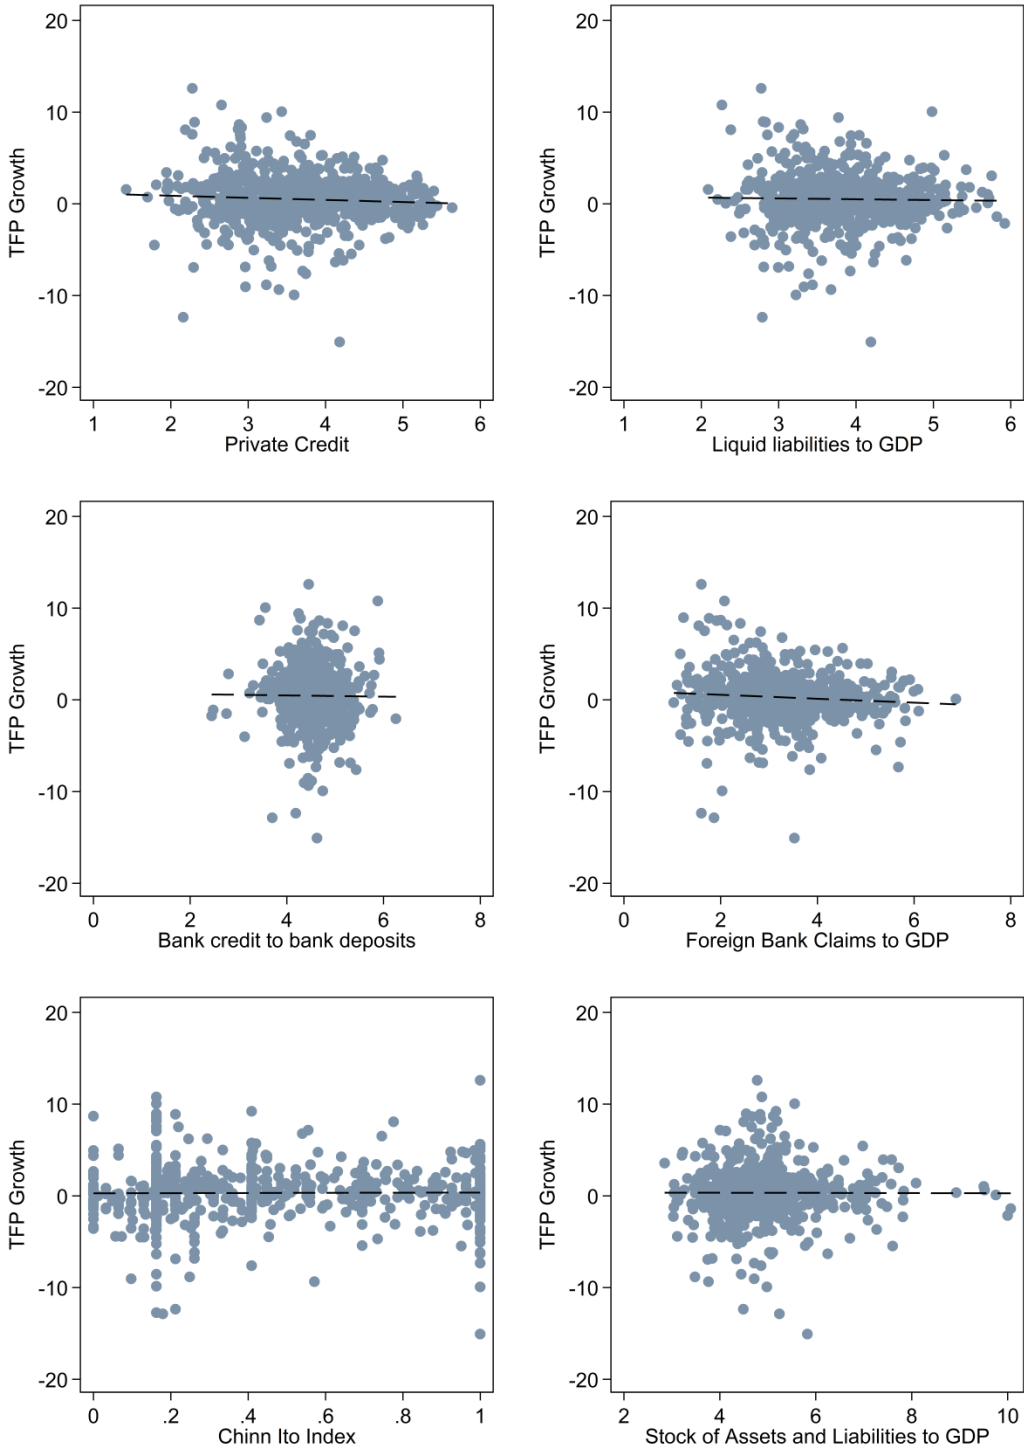 20
10
0
-10
-20
TFP Growth
1 2 3 4 5 6
Private Credit
20
10
0
-10
-20
TFP Growth
1 2 3 4 5 6
Liquid liabilities to GDP
20
10
0
-10
-20
TFP Growth
0 2 4 6 8
Bank credit to bank deposits
20
10
0
-10
-20
TFP Growth
0 2 4 6 8
Foreign Bank Claims to GDP
20
10
0
-10
-20
TFP Growth
0 .2 .4 .6 .8 1
Chinn Ito Index
20
10
0
-10
-20
TFP Growth
2 4 6 8 10
Stock of Assets and Liabilities to GDP